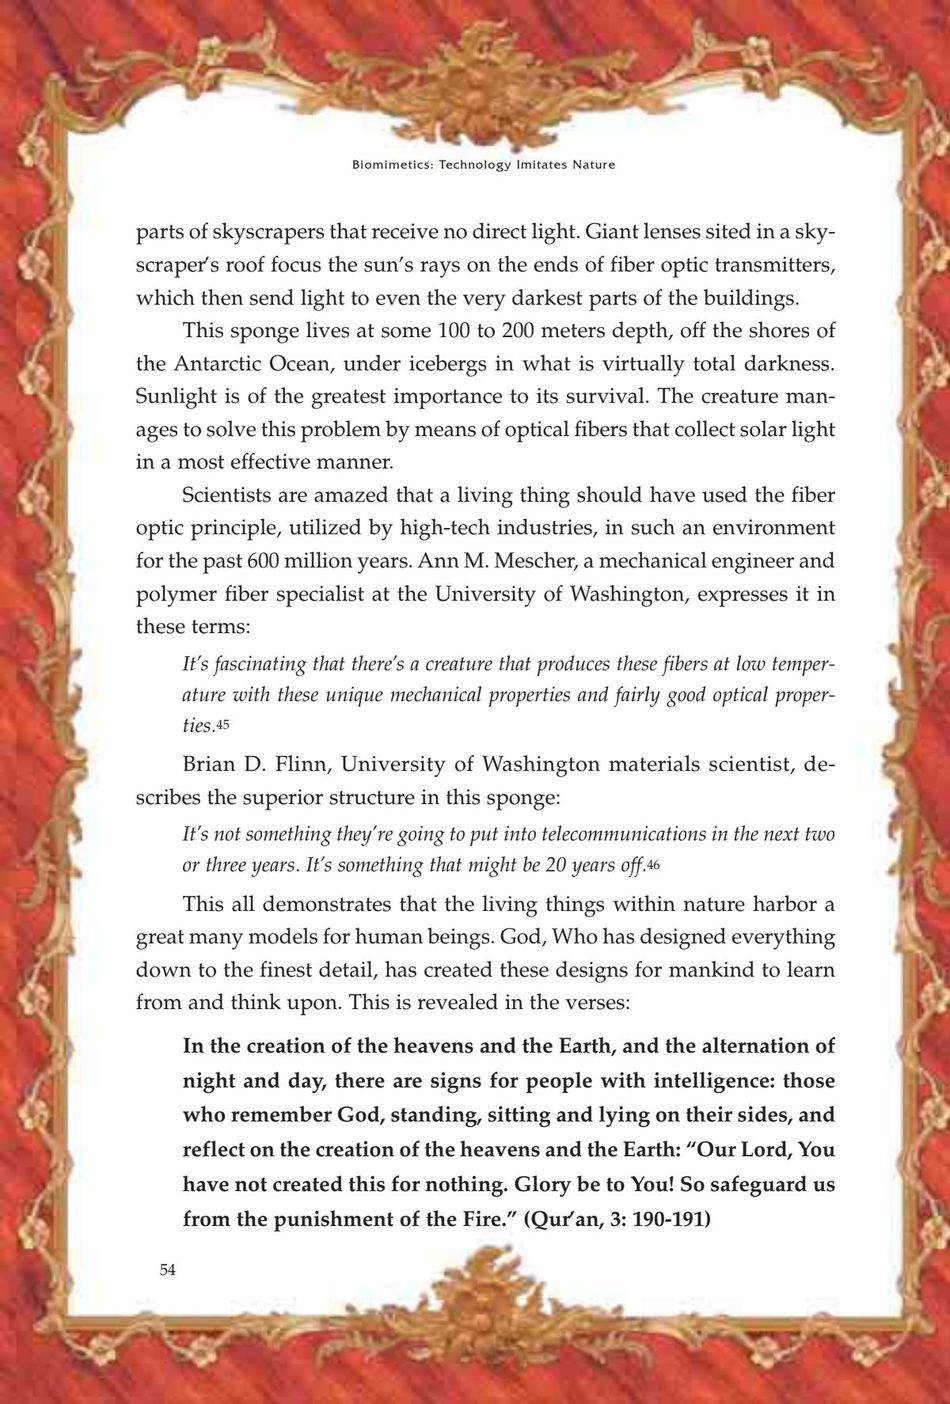 Biomimetics: Technology Imitates Nature
parts of skyscrapers that receive no direct light. Giant lenses sited in a sky-
scraper's roof focus the sun's rays on the ends of fiber optic transmitters,
which then send light to even the very darkest parts of the buildings.
This sponge lives at some 100 to 200 meters depth, off the shores of
the Antarctic Ocean, under icebergs in what is virtually total darkness.
Sunlight is of the greatest importance to its survival. The creature man-
ages to solve this problem by means of optical fibers that collect solar light
in a most effective manner.
Scientists are amazed that a living thing should have used the fiber
optic principle, utilized by high-tech industries, in such an environment
for the past 600 million years. Ann M. Mescher, a mechanical engineer and
polymer fiber specialist at the University of Washington, expresses it in
these terms:
It's fascinating that there's a creature that produces these fibers at low temper-
ature with these unique mechanical properties and fairly good optical proper-
ties.45
Brian D. Flinn, University of Washington materials scientist, de-
scribes the superior structure in this sponge:
It's not something they're going to put into telecommunications in the next two
or three years. It's something that might be 20 years off.46
This all demonstrates that the living things within nature harbor a
great many models for human beings. God, Who has designed everything
down to the finest detail, has created these designs for mankind to learn
from and think upon. This is revealed in the verses:
In the creation of the heavens and the Earth, and the alternation of
night and day, there are signs for people with intelligence: those
who remember God, standing, sitting and lying on their sides, and
reflect on the creation of the heavens and the Earth: “Our Lord, You
have not created this for nothing. Glory be to You! So safeguard us
from the punishment of the Fire.” (Qur'an, 3: 190-191)
54